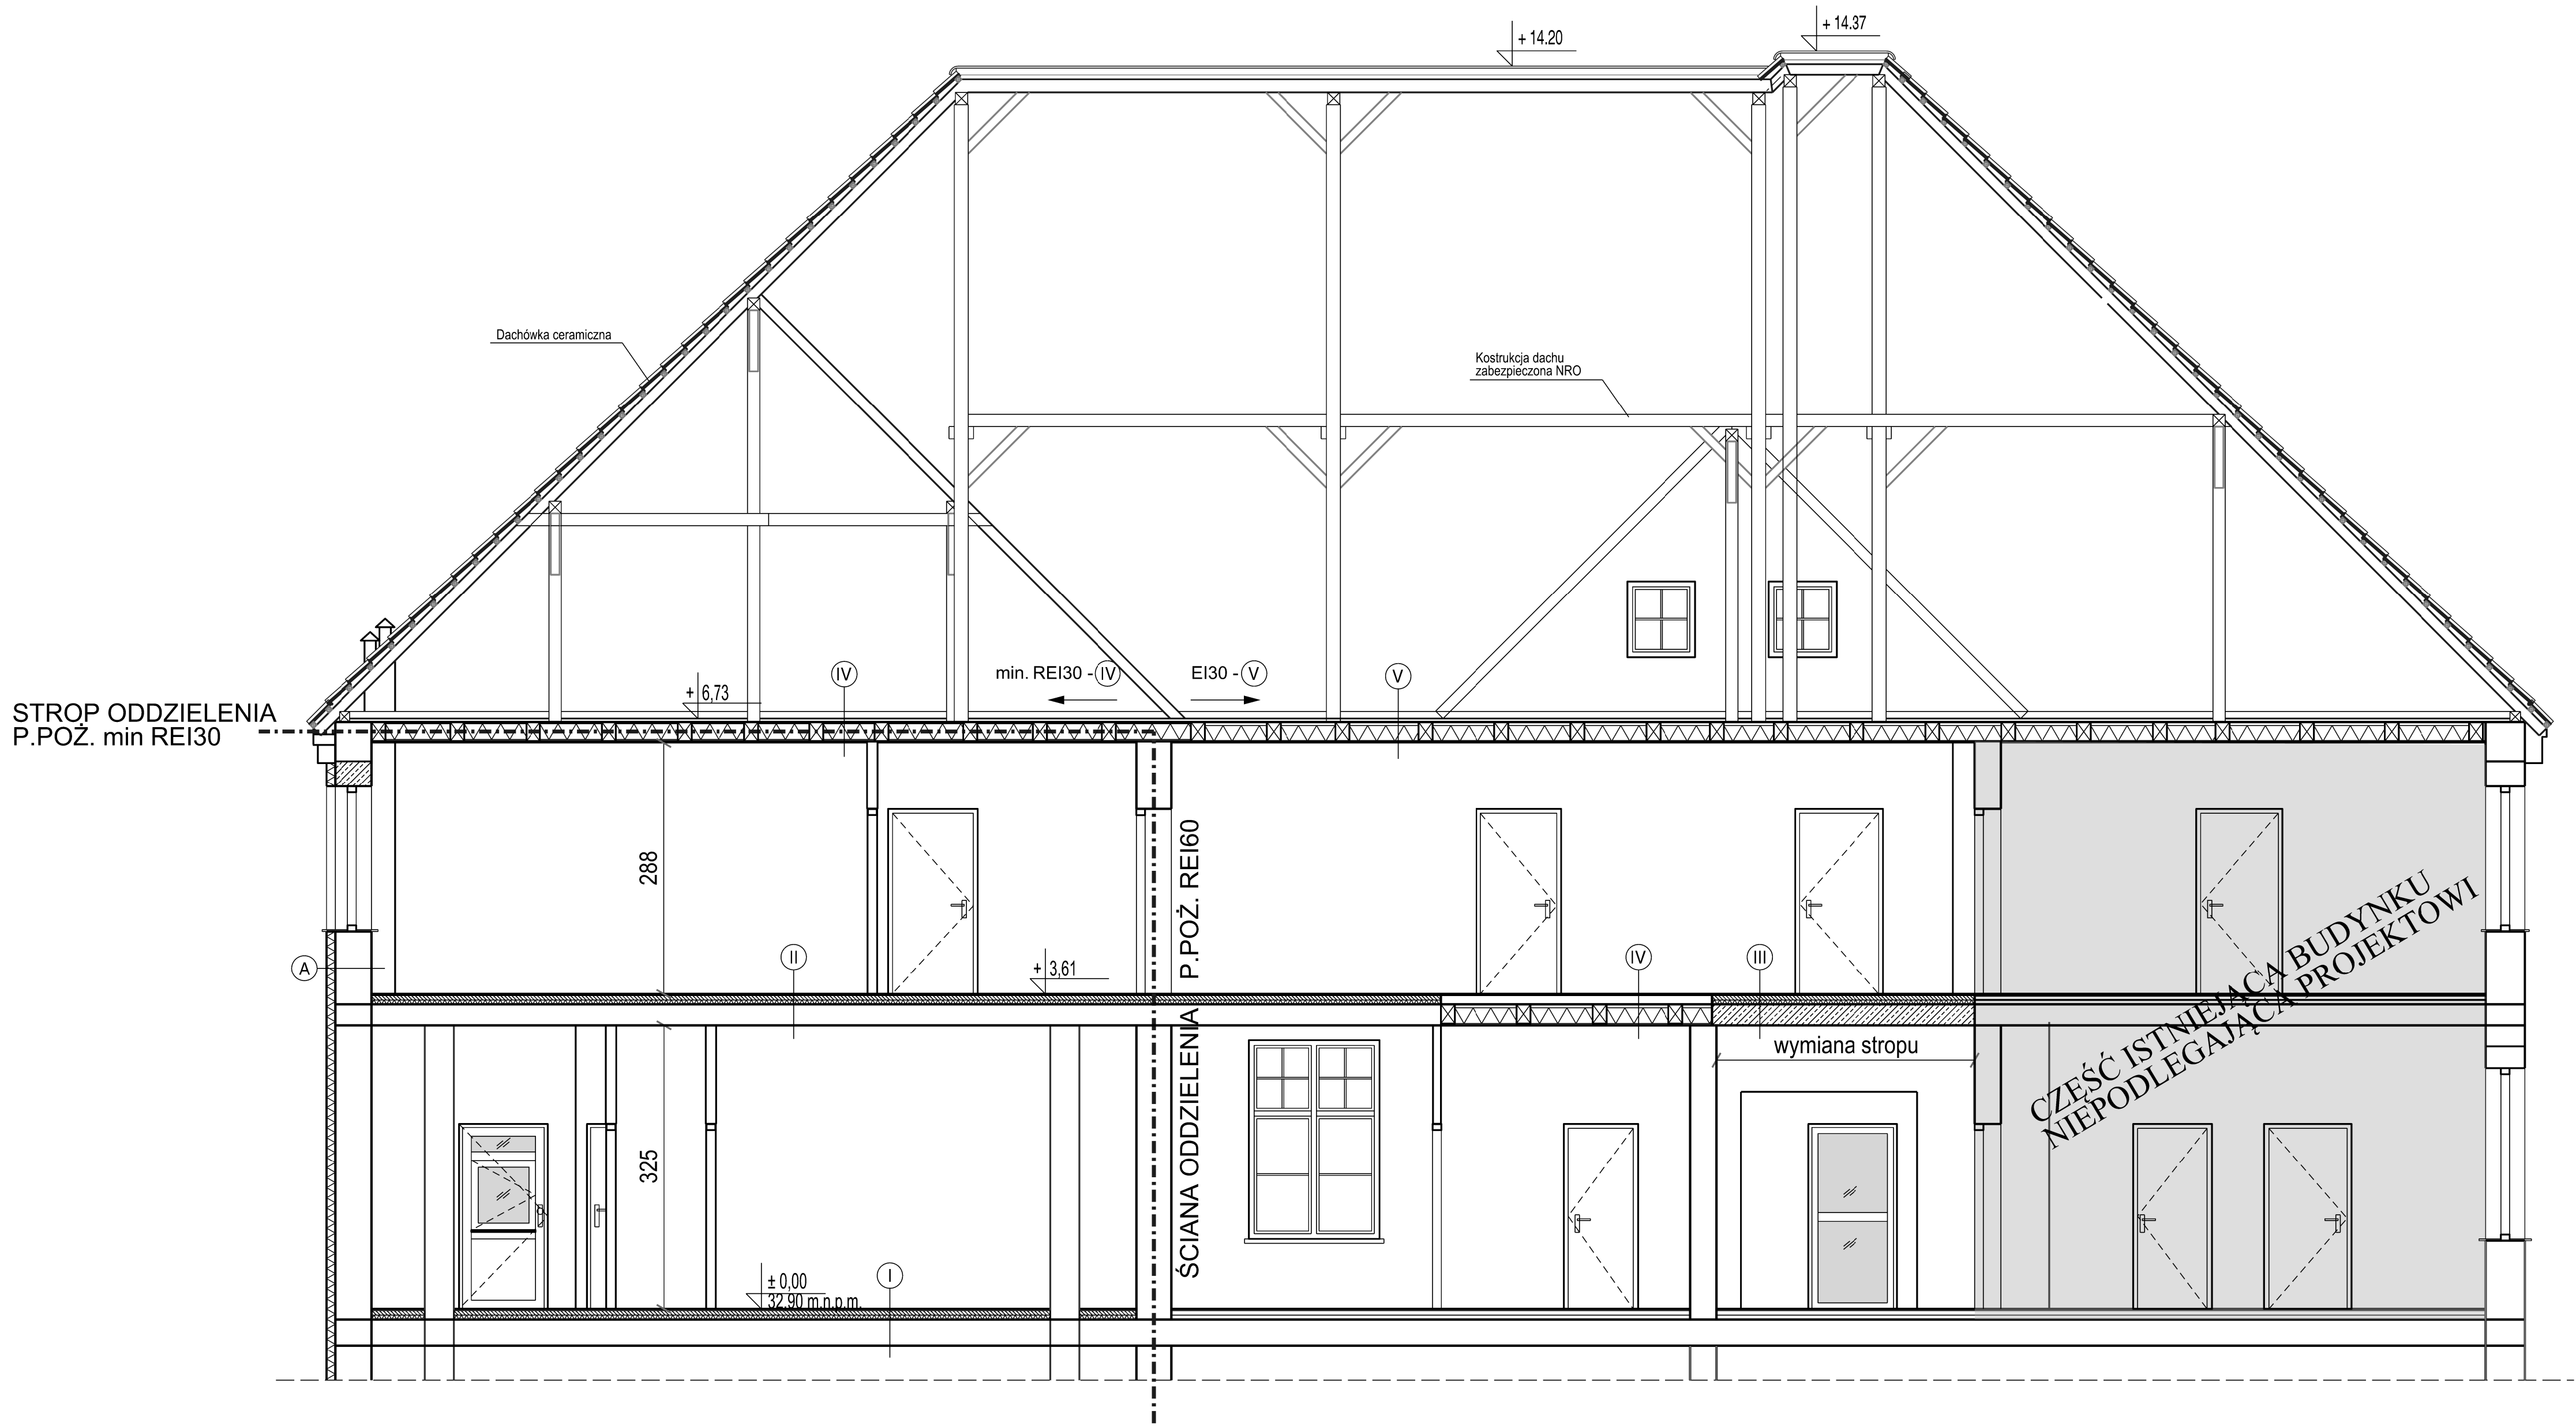 + 14.37
+ 14.20
Dachówka ceramiczna
Kostrukcja dachu
zabezpieczona NRO
IV
min. REI30 - IV
EI30 - V
V
+ 6,73
STROP ODDZIELENIA
P.POŻ. min REI30
288
ŚCIANA ODDZIELENIA P.POŻ. REI60
A
II
+ 3,61
IV
III
CZĘŚĆ ISTNIEJĄCA BUDYNKU
NIEPODLEGAJĄCA PROJEKTOWI
wymiana stropu
325
± 0,00
32.90 m.n.p.m.
I